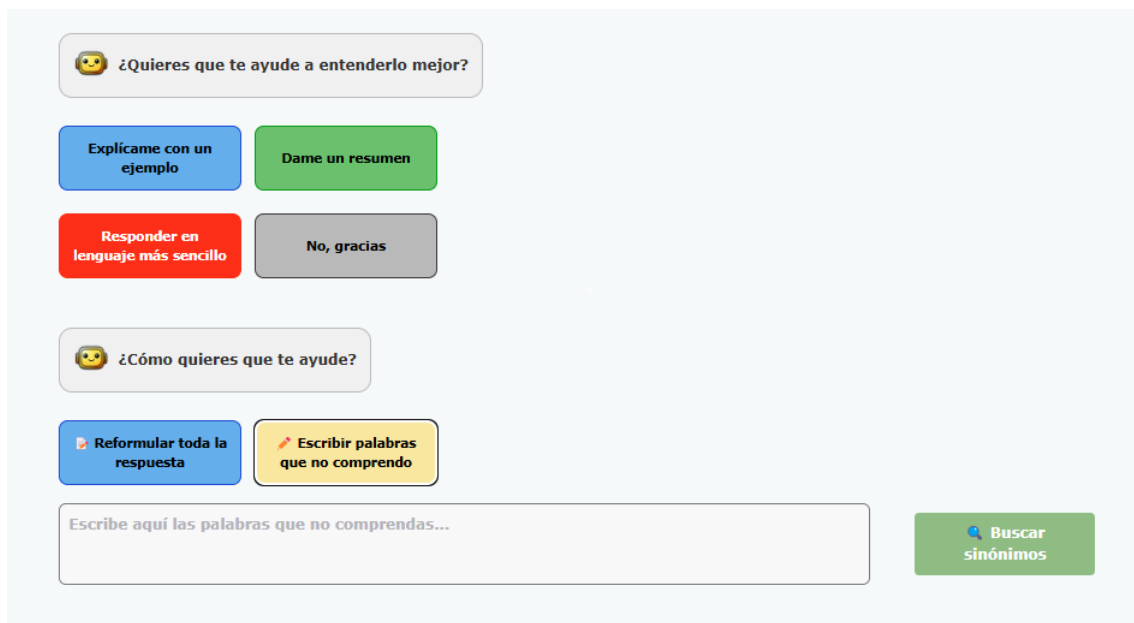 ¿Quieres que te ayude a entenderlo mejor?
Explícame con un
ejemplo
Dame un resumen
Responder en
lenguaje más sencillo
No, gracias
¿Cómo quieres que te ayude?
Reformular toda la
respuesta
Escribir palabras
que no comprendo
Escribe aquí las palabras que no comprendas...
Buscar
sinónimos